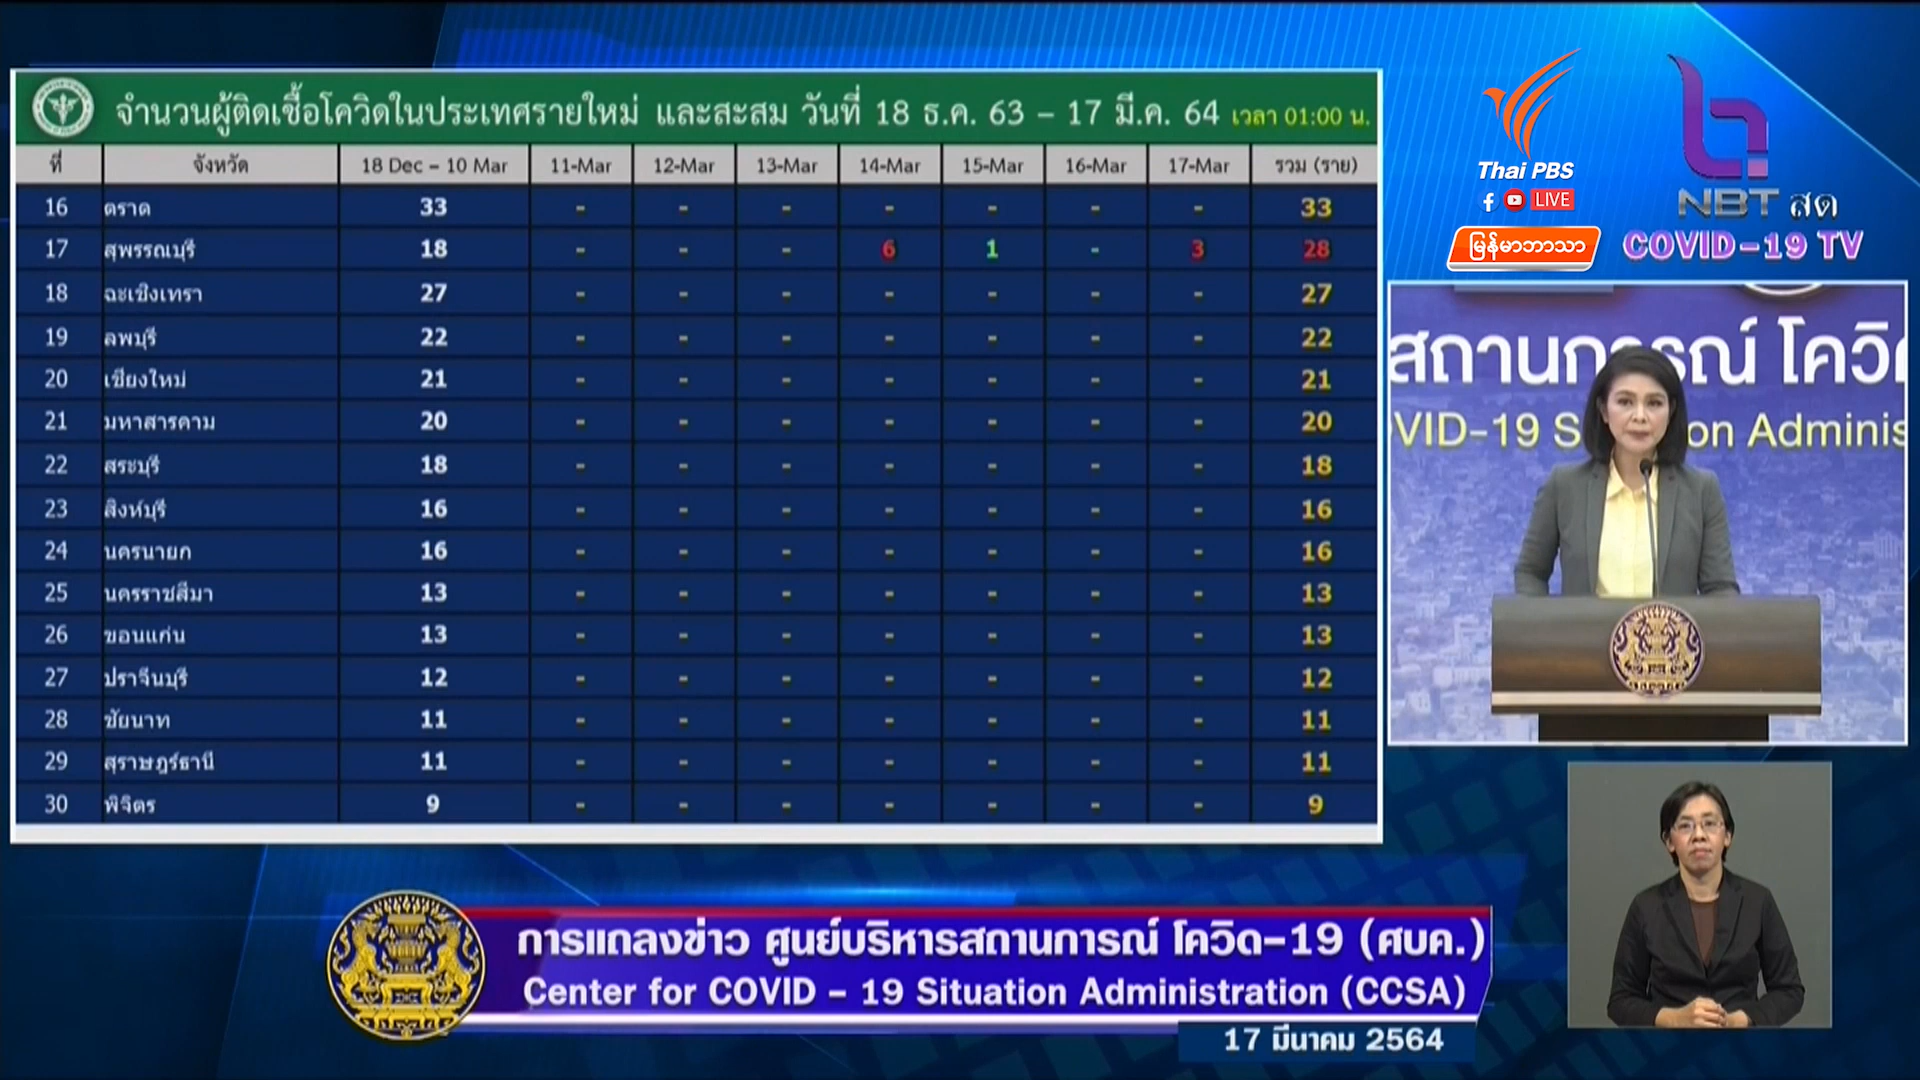 จำนวนผู้ติดเชื้อโควิดในประเทศรายใหม่ และสะสม วันที่ 18 ธ.ค. 63 – 17 มี.ค. 64 เวลา 01:00 น.
ที่ จังหวัด 18 Dec – 10 Mar 11-Mar 12-Mar 13-Mar 14-Mar 15-Mar 16-Mar 17-Mar รวม (ราย)
16 ตราด 33 - - - - - - - 33
17 สุพรรณบุรี 18 - - - 6 1 - 3 28
18 ฉะเชิงเทรา 27 - - - - - - - 27
19 ลพบุรี 22 - - - - - - - 22
20 เชียงใหม่ 21 - - - - - - - 21
21 มหาสารคาม 20 - - - - - - - 20
22 สระบุรี 18 - - - - - - - 18
23 สิงห์บุรี 16 - - - - - - - 16
24 นครนายก 16 - - - - - - - 16
25 นครราชสีมา 13 - - - - - - - 13
26 ขอนแก่น 13 - - - - - - - 13
27 ปราจีนบุรี 12 - - - - - - - 12
28 ชัยนาท 11 - - - - - - - 11
29 สุราษฎร์ธานี 11 - - - - - - - 11
30 พิจิตร 9 - - - - - - - 9
Thai PBS
LIVE
မြန်မာဘာသာ
NBT สด
COVID-19 TV
สถานการณ์ โควิ
OVID-19 S on Adminis
การแถลงข่าว ศูนย์บริหารสถานการณ์ โควิด-19 (ศบค.)
Center for COVID – 19 Situation Administration (CCSA)
17 มีนาคม 2564